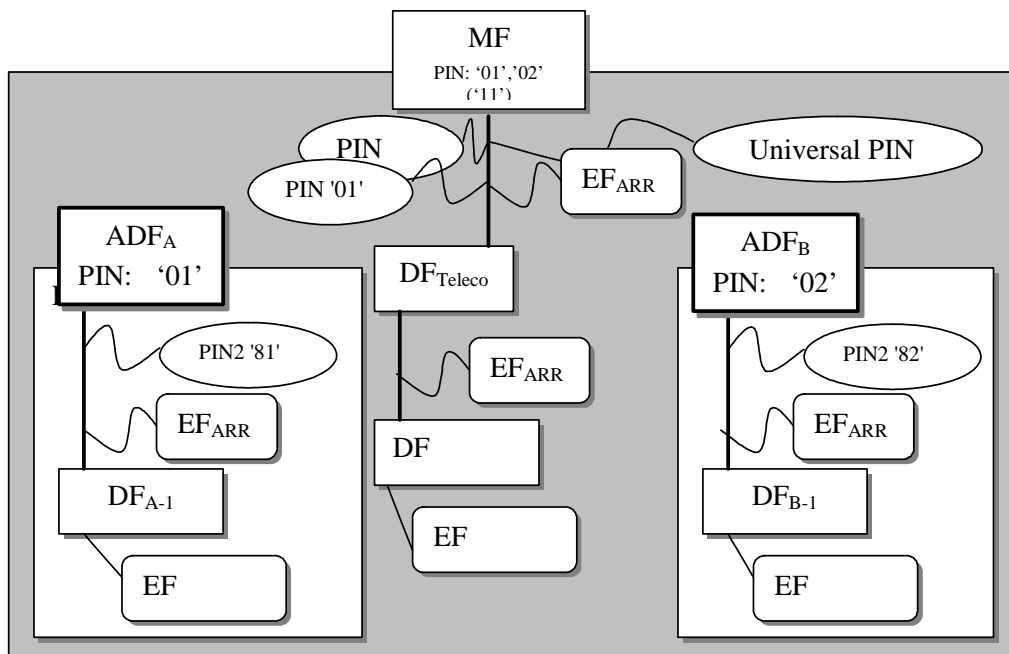 MF
PIN: ‘01’,’02’
(‘11’)
PIN
Universal PIN
PIN '01'
EFARR
ADFA
PIN: ‘01’
DFTeleco
ADFB
PIN: ‘02’
PIN2 '81'
EFARR
PIN2 '82'
EFARR
DF
EFARR
DFA-1
DFB-1
EF
EF
EF